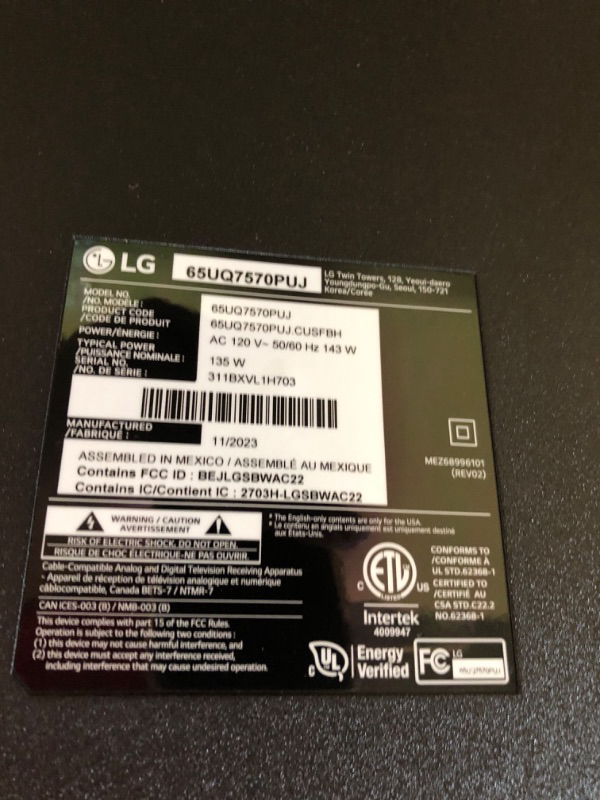 LG
65UQ7570PUJ
LG Twin Towers, 128, Yeoui-daero
Youngdungpo-Gu, Seoul, 150-721
Korea/Corée
MODEL NO.
/NO. MODÈLE :
65UQ7570PUJ
PRODUCT CODE
/CODE DE PRODUIT
65UQ7570PUJ.CUSFBH
POWER/ÉNERGIE :
AC 120 V~ 50/60 Hz 143 W
TYPICAL POWER
/PUISSANCE NOMINALE :
135 W
SERIAL NO.
/NO. DE SÉRIE :
311BXVL1H703
MANUFACTURED
/FABRIQUÉ :
11/2023
ASSEMBLED IN MEXICO / ASSEMBLÉ AU MEXIQUE
Contains FCC ID : BEJLGSBWAC22
Contains IC/Contient IC : 2703H-LGSBWAC22
MEZ68996101
(REV02)
WARNING / CAUTION
AVERTISSEMENT
RISK OF ELECTRIC SHOCK. DO NOT OPEN.
RISQUE DE CHOC ÉLECTRIQUE-NE PAS OUVRIR.
* The English-only contents are only for the USA.
* Le contenu en anglais uniquement est uniquement destiné
aux États-Unis.
Cable-Compatible Analog and Digital Television Receiving Apparatus
- Appareil de réception de télévision analogique et numérique
câblocompatible, Canada BETS-7 / NTMR-7
CAN ICES-003 (B) / NMB-003 (B)
This device complies with part 15 of the FCC Rules.
Operation is subject to the following two conditions :
(1) this device may not cause harmful interference, and
(2) this device must accept any interference received,
including interference that may cause undesired operation.
C ETL US
LISTED
Intertek
4009947
CONFORMS TO
/CONFORME À
UL STD.62368-1
CERTIFIED TO
/CERTIFIÉ AU
CSA STD.C22.2
NO.62368-1
C UL
Energy
Verified
FC
LG
65UQ7570PUJ